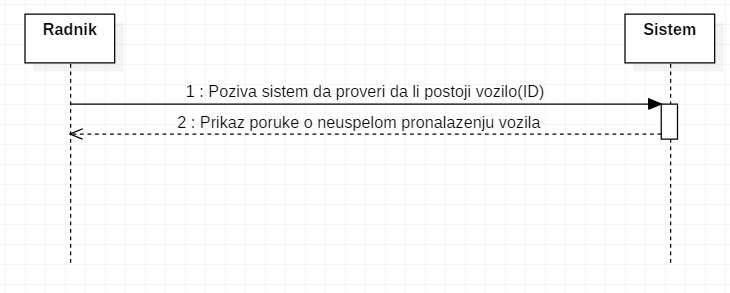 Radnik
Sistem
1 : Poziva sistem da proveri da li postoji vozilo(ID)
2 : Prikaz poruke o neuspelom pronalazenju vozila